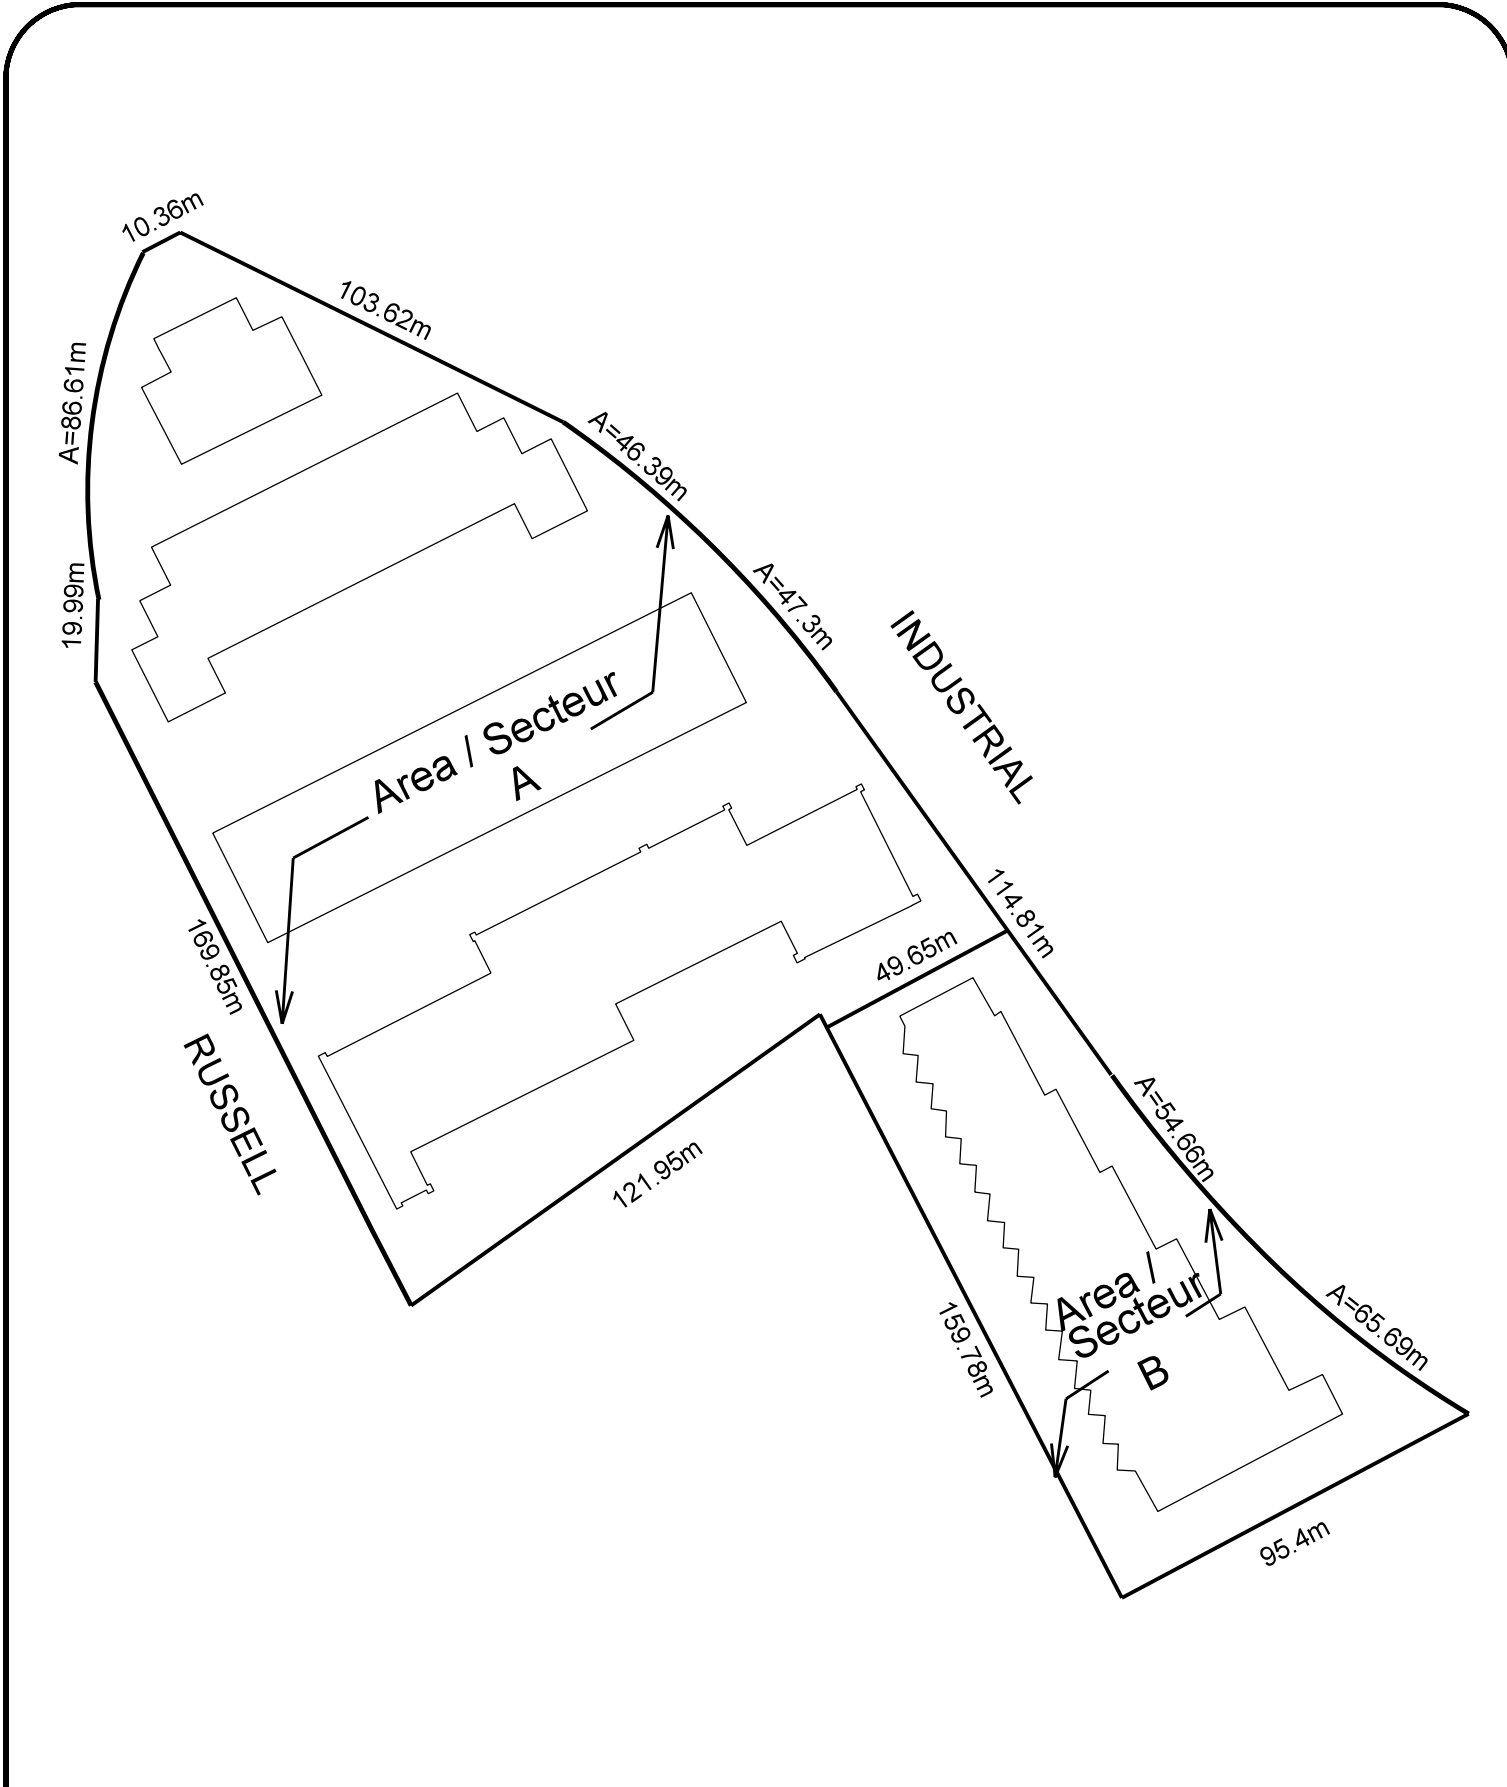 10.36m
103.62m
A=86.61m
A=46.39m
19.99m
A=47.3m
INDUSTRIAL
Area / Secteur
A
114.81m
169.85m
49.65m
RUSSELL
A=54.66m
121.95m
Area /
Secteur
B
159.78m
A=65.69m
95.4m